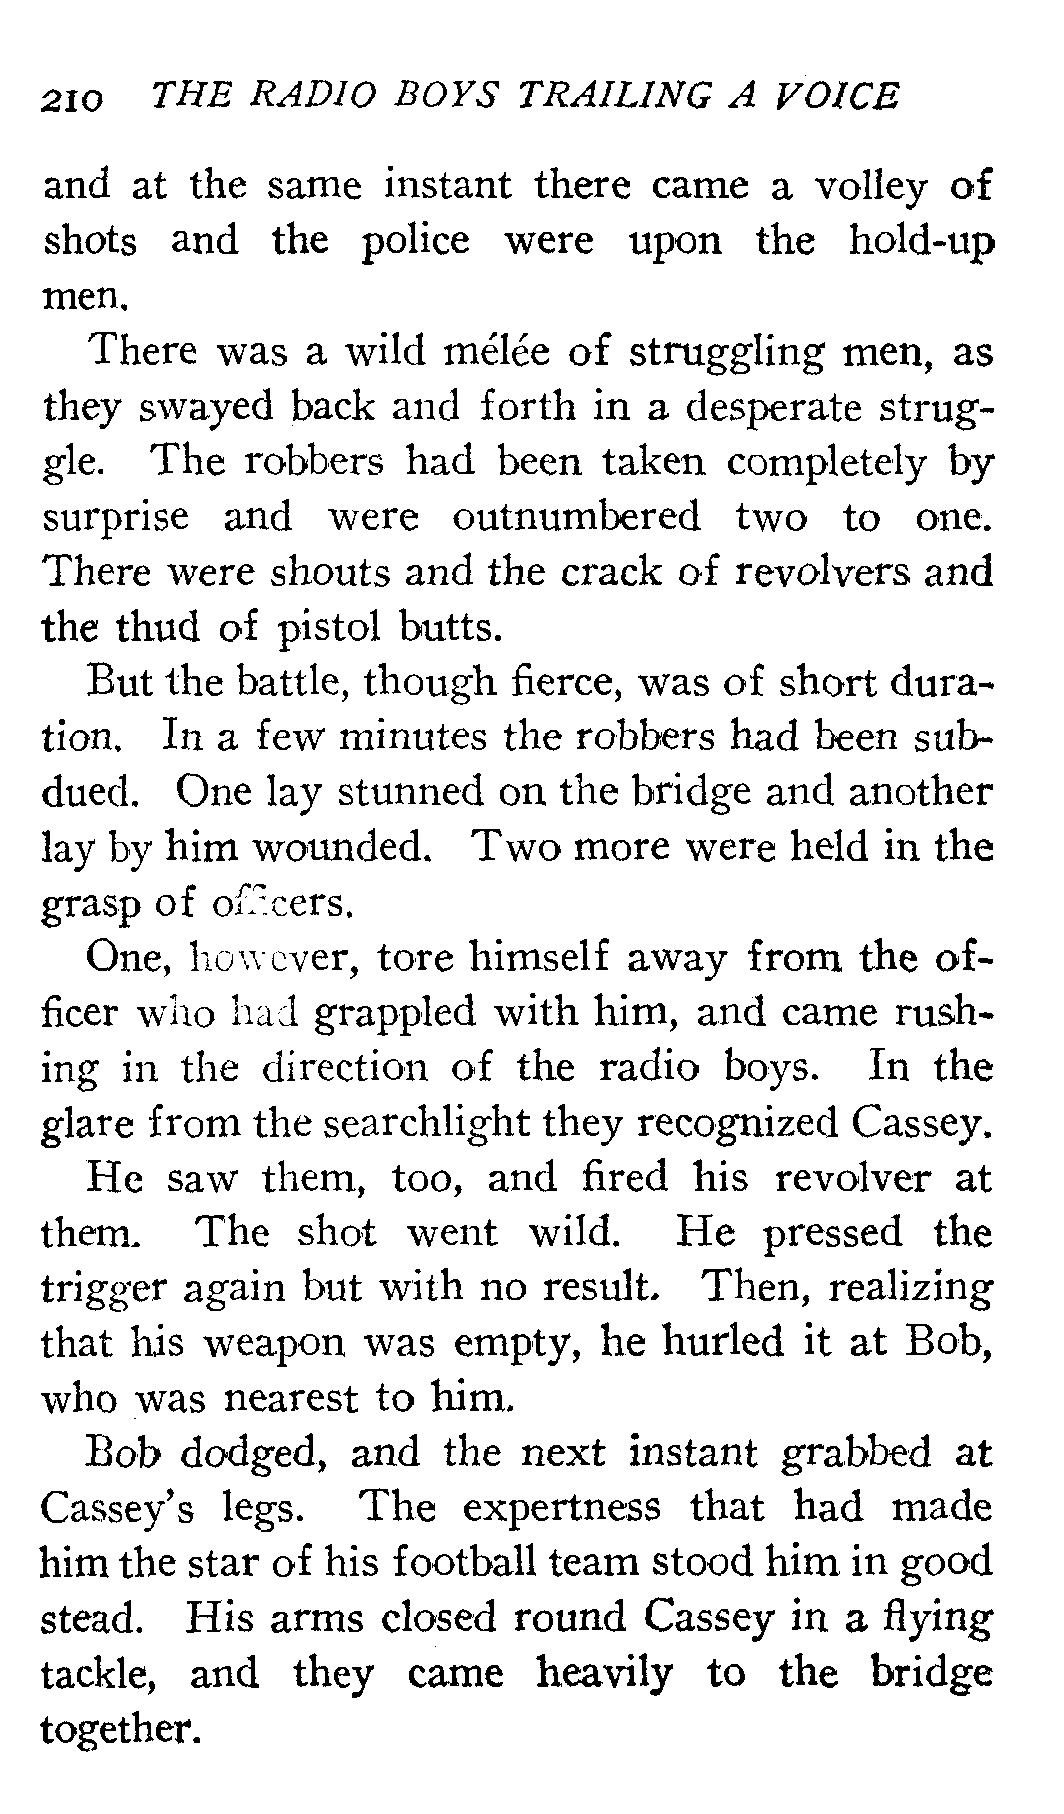 210 THE RADIO BOYS TRAILING A VOICE
and at the same instant there came a volley of
shots and the police were upon the hold-up
men.
There was a wild mélée of struggling men, as
they swayed back and forth in a desperate strug-
gle. The robbers had been taken completely by
surprise and were outnumbered two to one.
There were shouts and the crack of revolvers and
the thud of pistol butts.
But the battle, though fierce, was of short dura-
tion. In a few minutes the robbers had been sub-
dued. One lay stunned on the bridge and another
lay by him wounded. Two more were held in the
grasp of officers.
One, however, tore himself away from the of-
ficer who had grappled with him, and came rush-
ing in the direction of the radio boys. In the
glare from the searchlight they recognized Cassey.
He saw them, too, and fired his revolver at
them. The shot went wild. He pressed the
trigger again but with no result. Then, realizing
that his weapon was empty, he hurled it at Bob,
who was nearest to him.
Bob dodged, and the next instant grabbed at
Cassey's legs. The expertness that had made
him the star of his football team stood him in good
stead. His arms closed round Cassey in a flying
tackle, and they came heavily to the bridge
together.